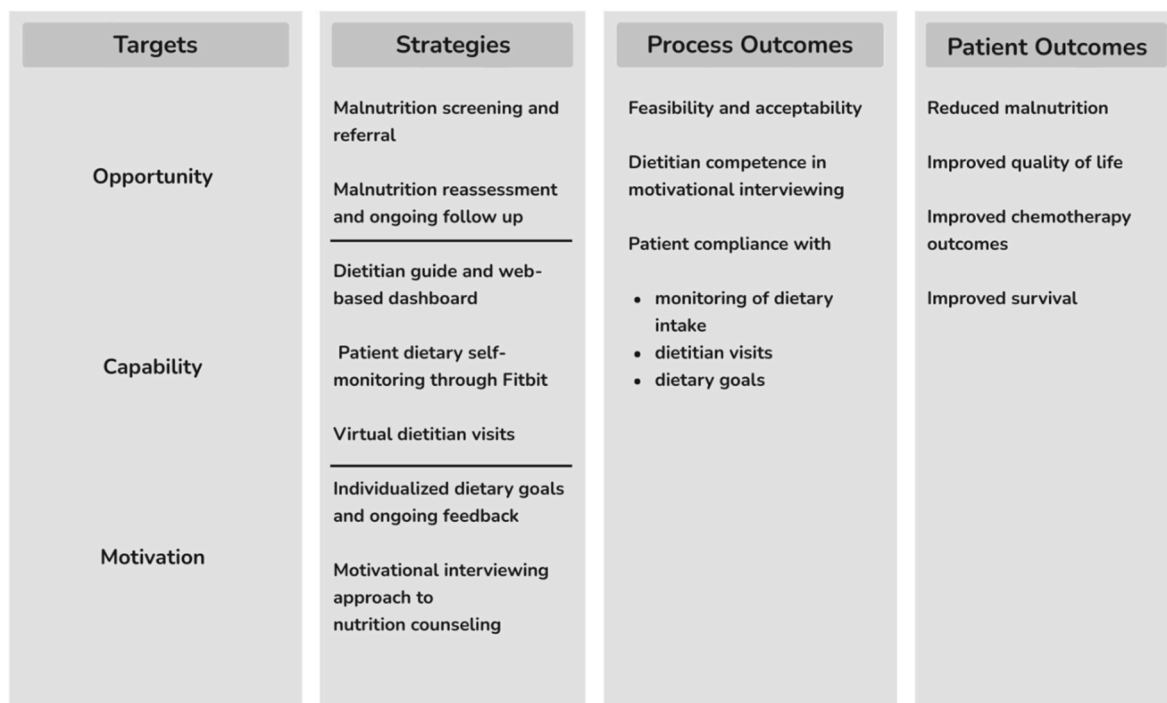 Targets
Opportunity
Capability
Motivation
Strategies
Malnutrition screening and
referral
Malnutrition reassessment
and ongoing follow up
Dietitian guide and web-
based dashboard
Patient dietary self-
monitoring through Fitbit
Virtual dietitian visits
Individualized dietary goals
and ongoing feedback
Motivational interviewing
approach to
nutrition counseling
Process Outcomes
Feasibility and acceptability
Dietitian competence in
motivational interviewing
Patient compliance with
• monitoring of dietary
intake
• dietitian visits
• dietary goals
Patient Outcomes
Reduced malnutrition
Improved quality of life
Improved chemotherapy
outcomes
Improved survival